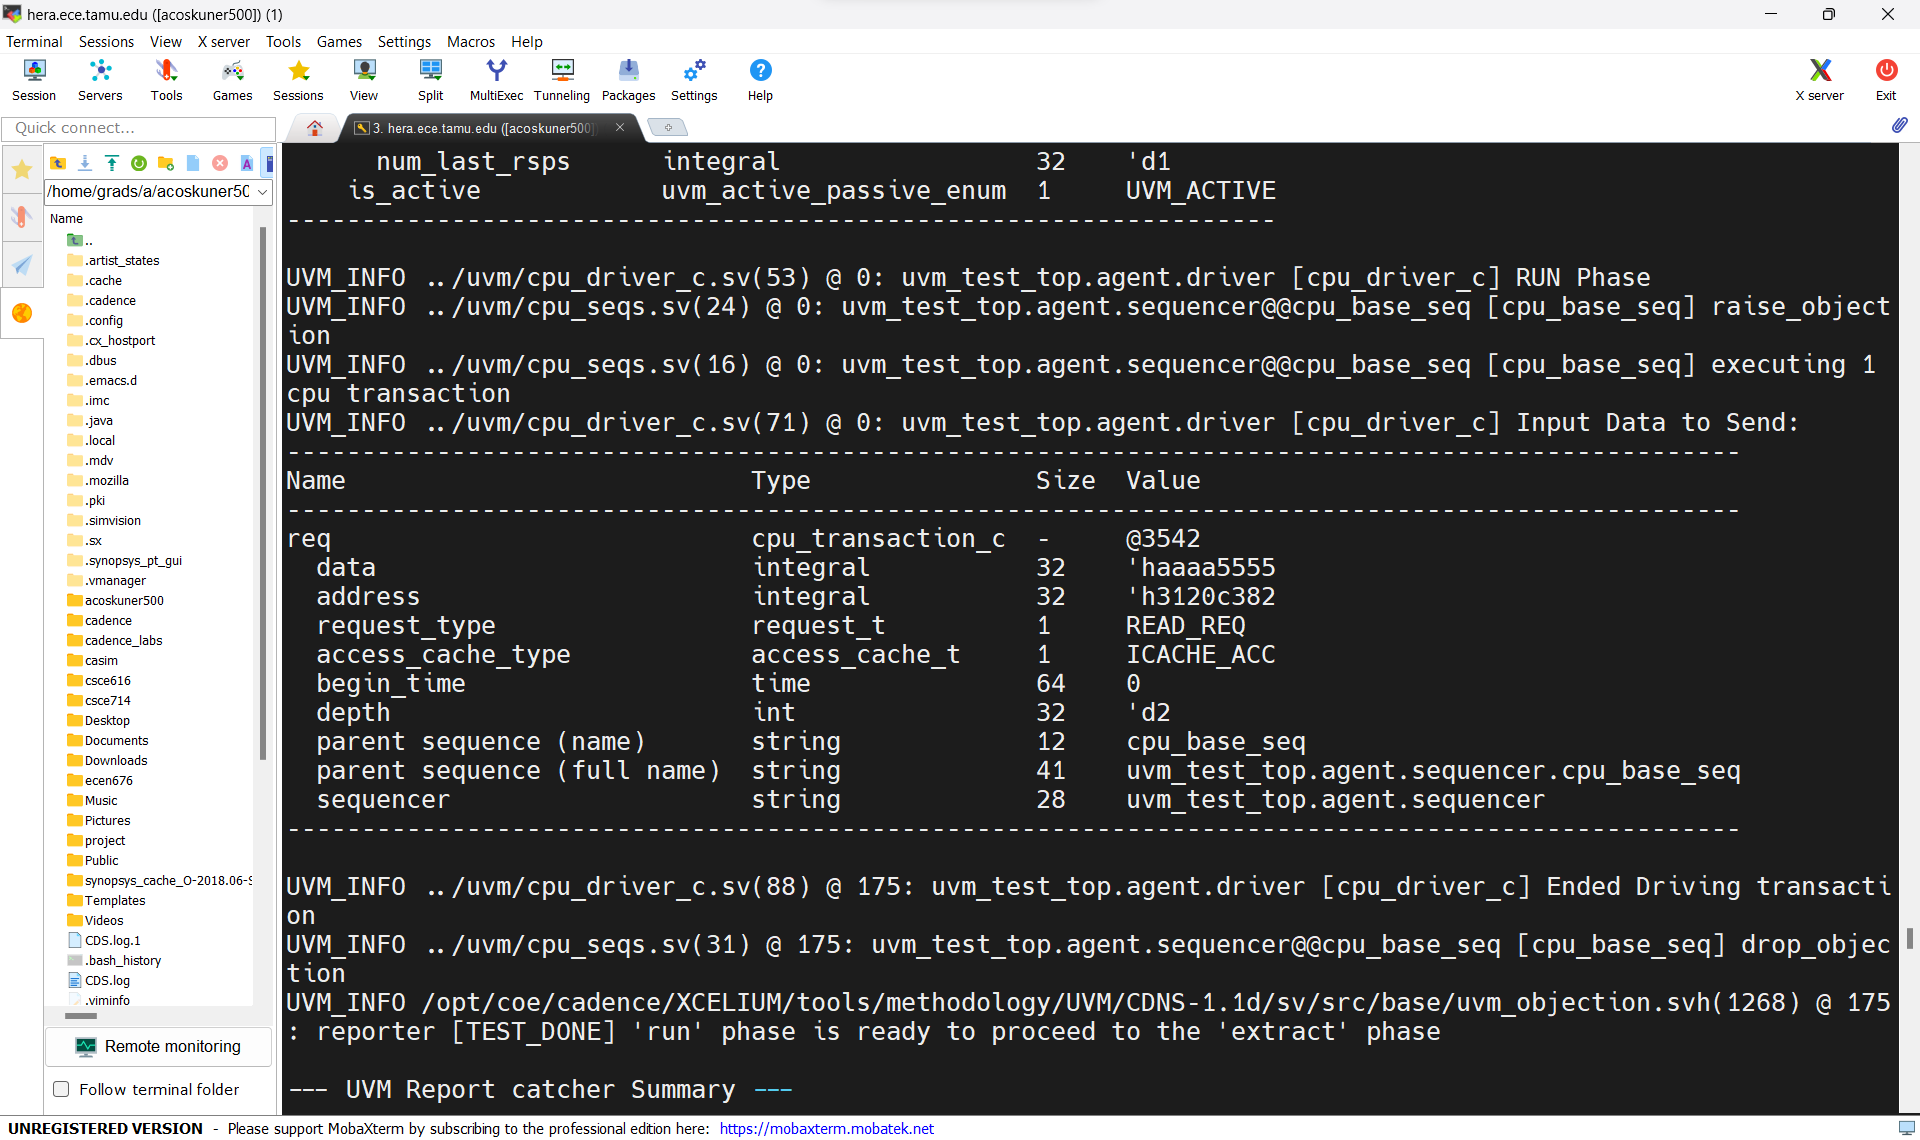 hera.ece.tamu.edu ([acoskuner500]) (1)
Terminal Sessions View X server Tools Games Settings Macros Help
Session Servers Tools Games Sessions View Split MultiExec Tunneling Packages Settings Help X server Exit
Quick connect...
3. hera.ece.tamu.edu ([acoskuner500]
/home/grads/a/acoskuner50
Name
..
.artist_states
.cache
.cadence
.config
.cx_hostport
.dbus
.emacs.d
.imc
.java
.local
.mdv
.mozilla
.pki
.simvision
.sx
.synopsys_pt_gui
.vmanager
acoskuner500
cadence
cadence_labs
casim
csce616
csce714
Desktop
Documents
Downloads
ecen676
Music
Pictures
project
Public
synopsys_cache_O-2018.06-S
Templates
Videos
CDS.log.1
.bash_history
CDS.log
.viminfo
Remote monitoring
Follow terminal folder
num_last_rsps integral 32 'd1
is_active uvm_active_passive_enum 1 UVM_ACTIVE
------------------------------------------------------------------
UVM_INFO ../uvm/cpu_driver_c.sv(53) @ 0: uvm_test_top.agent.driver [cpu_driver_c] RUN Phase
UVM_INFO ../uvm/cpu_seqs.sv(24) @ 0: uvm_test_top.agent.sequencer@@cpu_base_seq [cpu_base_seq] raise_object
ion
UVM_INFO ../uvm/cpu_seqs.sv(16) @ 0: uvm_test_top.agent.sequencer@@cpu_base_seq [cpu_base_seq] executing 1
cpu transaction
UVM_INFO ../uvm/cpu_driver_c.sv(71) @ 0: uvm_test_top.agent.driver [cpu_driver_c] Input Data to Send:
-------------------------------------------------------------------------------------------------
Name Type Size Value
-------------------------------------------------------------------------------------------------
req cpu_transaction_c - @3542
data integral 32 'haaaa5555
address integral 32 'h3120c382
request_type request_t 1 READ_REQ
access_cache_type access_cache_t 1 ICACHE_ACC
begin_time time 64 0
depth int 32 'd2
parent sequence (name) string 12 cpu_base_seq
parent sequence (full name) string 41 uvm_test_top.agent.sequencer.cpu_base_seq
sequencer string 28 uvm_test_top.agent.sequencer
-------------------------------------------------------------------------------------------------
UVM_INFO ../uvm/cpu_driver_c.sv(88) @ 175: uvm_test_top.agent.driver [cpu_driver_c] Ended Driving transacti
on
UVM_INFO ../uvm/cpu_seqs.sv(31) @ 175: uvm_test_top.agent.sequencer@@cpu_base_seq [cpu_base_seq] drop_objec
tion
UVM_INFO /opt/coe/cadence/XCELIUM/tools/methodology/UVM/CDNS-1.1d/sv/src/base/uvm_objection.svh(1268) @ 175
: reporter [TEST_DONE] 'run' phase is ready to proceed to the 'extract' phase
--- UVM Report catcher Summary ---
UNREGISTERED VERSION - Please support MobaXterm by subscribing to the professional edition here: https://mobaxterm.mobatek.net